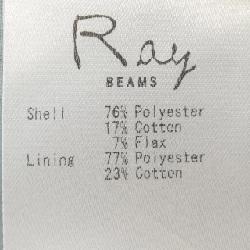 Ray
BEAMS
Shell 76% Polyester
17% Cotton
7% Flax
Lining 77% Polyester
23% Cotton